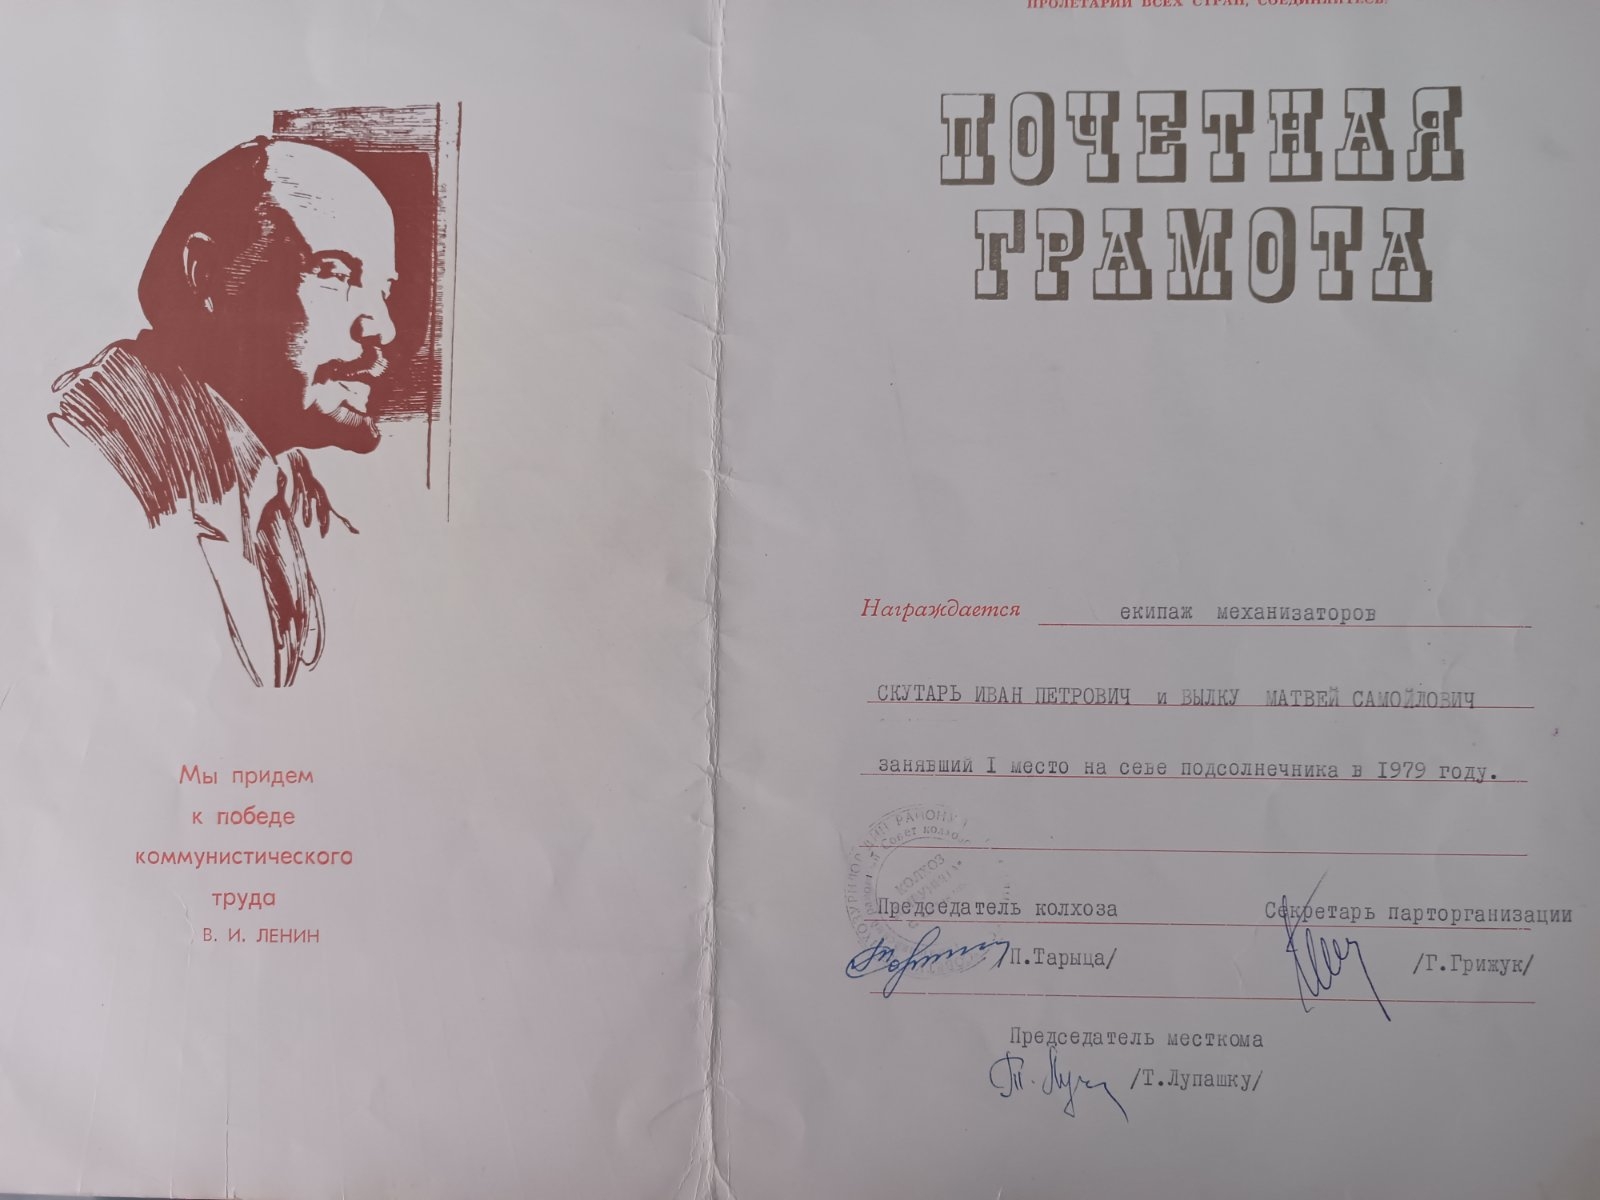 Мы придем
к победе
коммунистического
труда
В. И. ЛЕНИН
ПРОЛЕТАРИИ ВСЕХ СТРАН, СОЕДИНЯЙТЕСЬ!
ПОЧЕТНАЯ
ГРАМОТА
Награждается екипаж механизаторов
СКУТАРЬ ИВАН ПЕТРОВИЧ и ВЫЛКУ МАТВЕЙ САМОЙЛОВИЧ
занявший I место на севе подсолнечника в 1979 году.
КОЛХОЗ
Председатель колхоза Секретарь парторганизации
/П.Тарыца/ /Г.Грижук/
Председатель месткома
/Т.Лупашку/